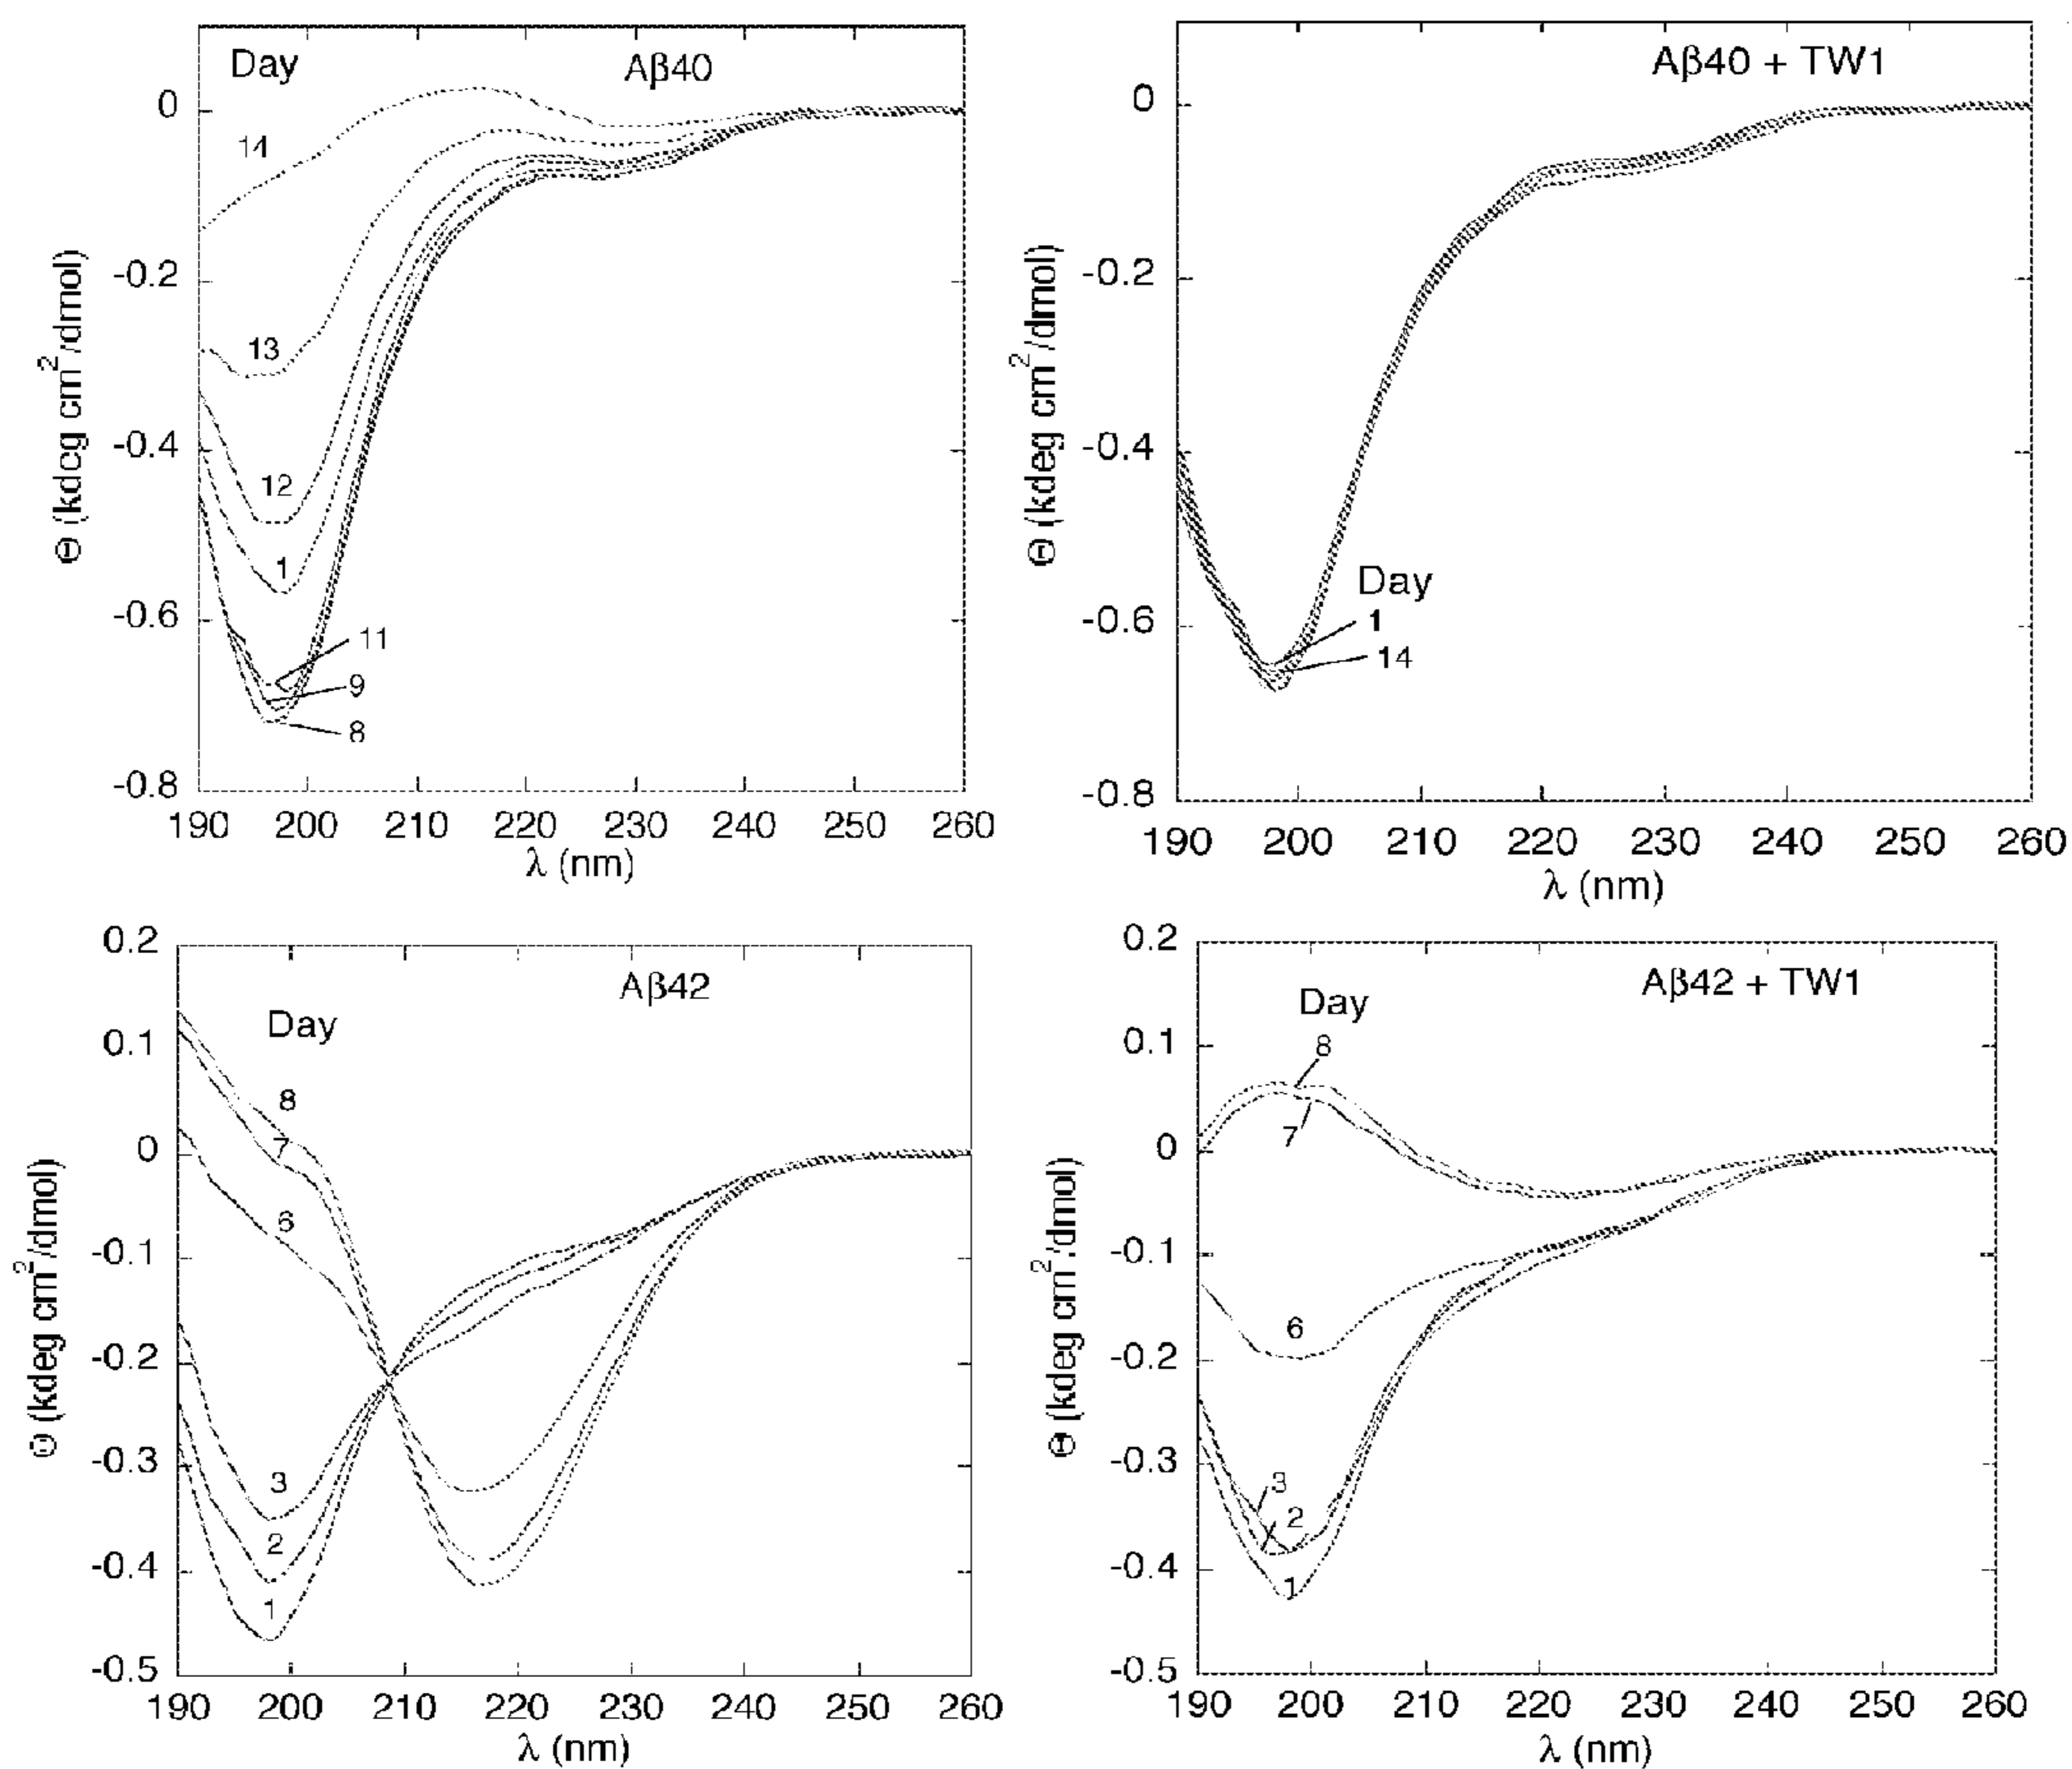 Day
Aβ40
0
-0.2
-0.4
-0.6
-0.8
Θ (kdcg cm² /dmol)
14
13
12
1
11
9
8
190 200 210 220 230 240 250 260
λ (nm)
Aβ40 + TW1
0
-0.2
-0.4
-0.6
-0.8
Θ (kdeg cm² /dmol)
Day
1
14
190 200 210 220 230 240 250 260
λ (nm)
Aβ42
Day
0.2
0.1
0
-0.1
-0.2
-0.3
-0.4
-0.5
Θ (kdeg cm² /dmol)
8
7
6
3
2
1
190 200 210 220 230 240 250 260
λ (nm)
Aβ42 + TW1
Day
0.2
0.1
0
-0.1
-0.2
-0.3
-0.4
-0.5
Θ (kdeg cm² /dmol)
8
7
6
3
2
1
190 200 210 220 230 240 250 260
λ (nm)